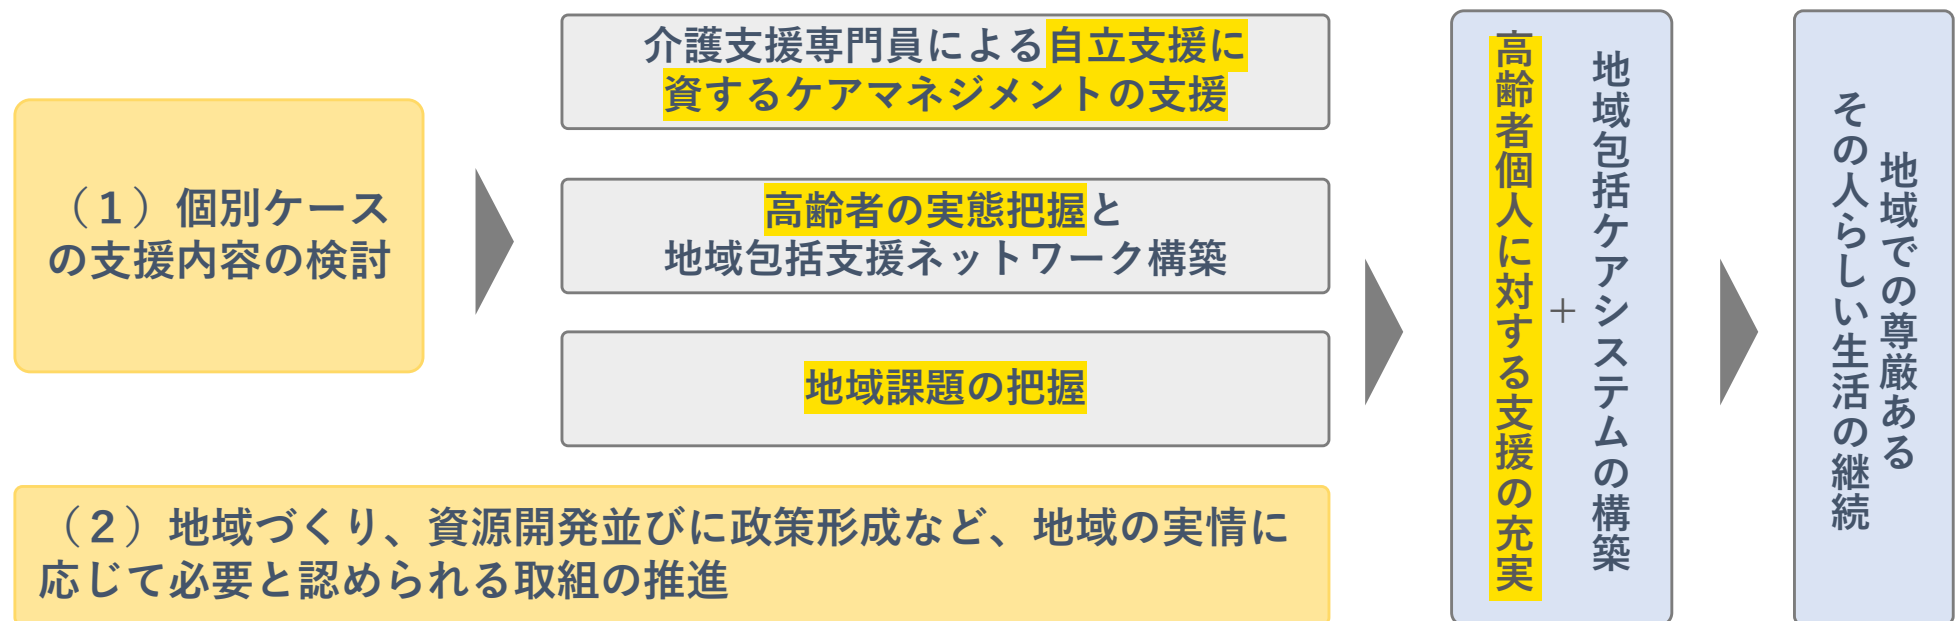 （１）個別ケース
の支援内容の検討
介護支援専門員による自立支援に
資するケアマネジメントの支援
高齢者の実態把握と
地域包括支援ネットワーク構築
地域課題の把握
（２）地域づくり、資源開発並びに政策形成など、地域の実情に
応じて必要と認められる取組の推進
地域包括ケアシステムの構築
＋
高齢者個人に対する支援の充実
地域での尊厳ある
その人らしい生活の継続